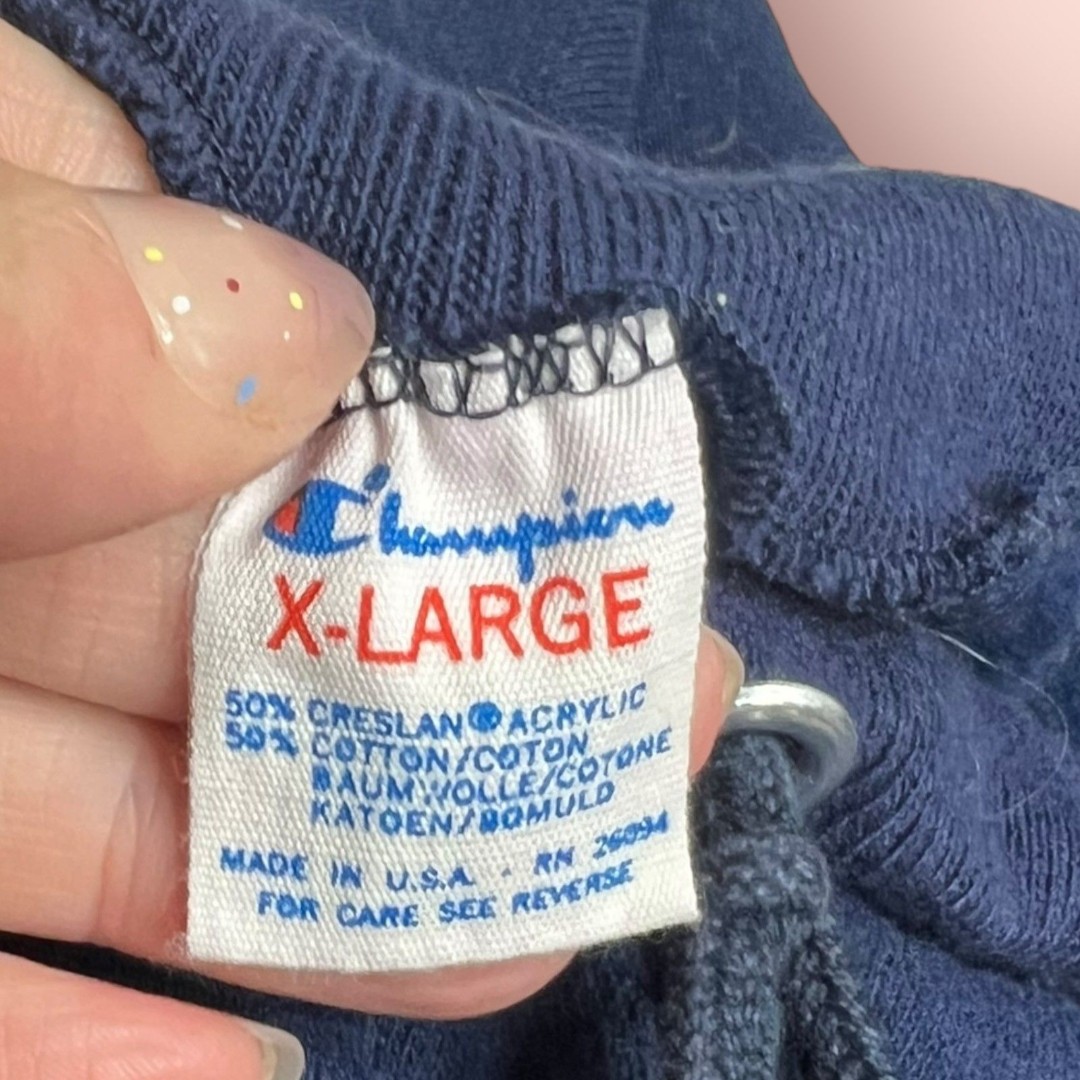 Champion
X-LARGE
50% CRESLAN® ACRYLIC
50% COTTON/COTON
BAUMWOLLE/COTONE
KATOEN/BOMULD
MADE IN U.S.A. · RN 26094
FOR CARE SEE REVERSE